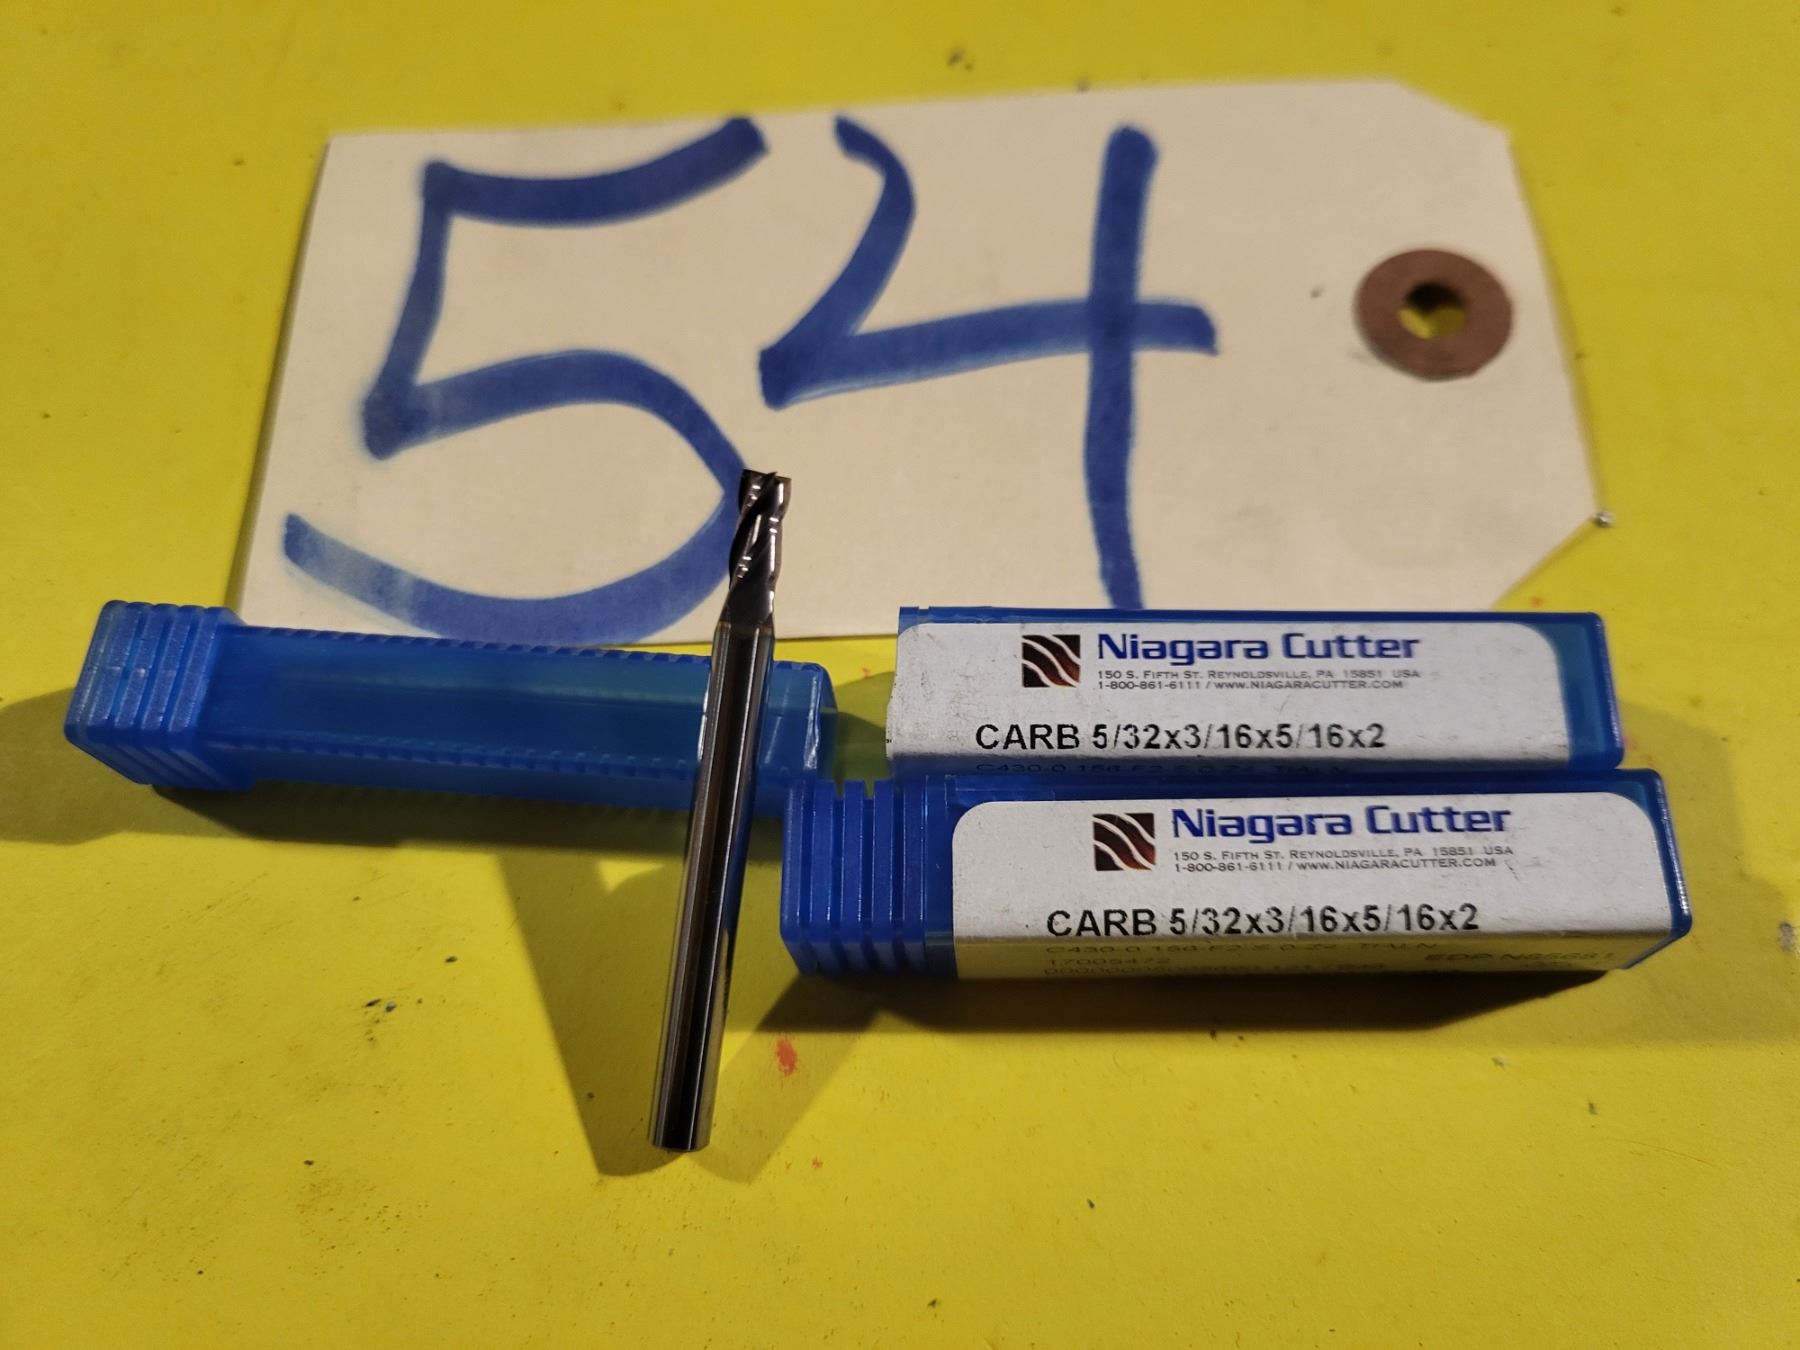 54
Niagara Cutter
150 S. FIFTH ST. REYNOLDSVILLE, PA 15851 USA
1-800-861-6111 / WWW.NIAGARACUTTER.COM
CARB 5/32x3/16x5/16x2
Niagara Cutter
150 S. FIFTH ST. REYNOLDSVILLE, PA 15851 USA
1-800-861-6111 / WWW.NIAGARACUTTER.COM
CARB 5/32x3/16x5/16x2
17005472